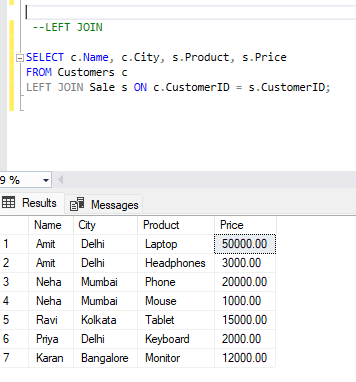 --LEFT JOIN
SELECT c.Name, c.City, s.Product, s.Price
FROM Customers c
LEFT JOIN Sale s ON c.CustomerID = s.CustomerID;
9 %
Results Messages
Name City Product Price
1 Amit Delhi Laptop 50000.00
2 Amit Delhi Headphones 3000.00
3 Neha Mumbai Phone 20000.00
4 Neha Mumbai Mouse 1000.00
5 Ravi Kolkata Tablet 15000.00
6 Priya Delhi Keyboard 2000.00
7 Karan Bangalore Monitor 12000.00